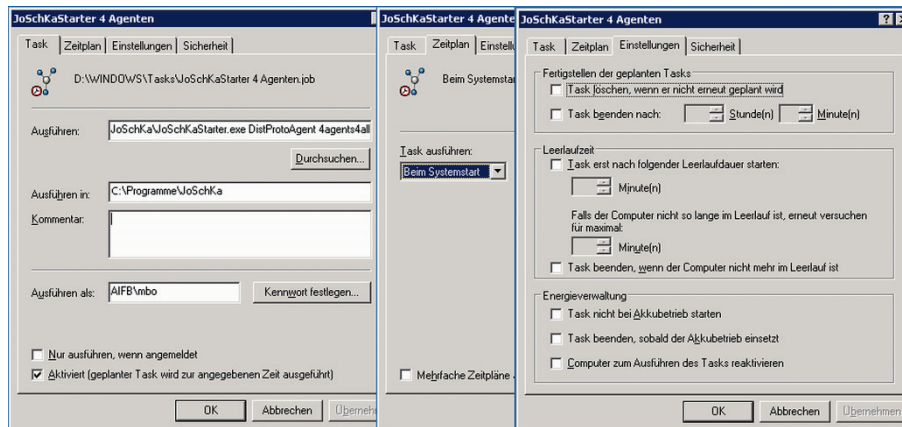 JoSchKaStarter 4 Agenten
Task Zeitplan Einstellungen Sicherheit
D:\WINDOWS\Tasks\JoSchKaStarter 4 Agenten.job
Ausführen: JoSchKa\JoSchKaStarter.exe DistProtoAgent 4agents4all
Durchsuchen...
Ausführen in: C:\Programme\JoSchKa
Kommentar:
Ausführen als: AIFB\mbo Kennwort festlegen...
Nur ausführen, wenn angemeldet
Aktiviert (geplanter Task wird zur angegebenen Zeit ausgeführt)
OK Abbrechen Übernehm
JoSchKaStarter 4 Agente
Task Zeitplan Einstell
Beim Systemstar
Task ausführen:
Beim Systemstart
Mehrfache Zeitpläne
JoSchKaStarter 4 Agenten
Task Zeitplan Einstellungen Sicherheit
Fertigstellen der geplanten Tasks
Task löschen, wenn er nicht erneut geplant wird
Task beenden nach: Stunde(n) Minute(n)
Leerlaufzeit
Task erst nach folgender Leerlaufdauer starten:
Minute(n)
Falls der Computer nicht so lange im Leerlauf ist, erneut versuchen
für maximal:
Minute(n)
Task beenden, wenn der Computer nicht mehr im Leerlauf ist
Energieverwaltung
Task nicht bei Akkubetrieb starten
Task beenden, sobald der Akkubetrieb einsetzt
Computer zum Ausführen des Tasks reaktivieren
OK Abbrechen Übernehmen